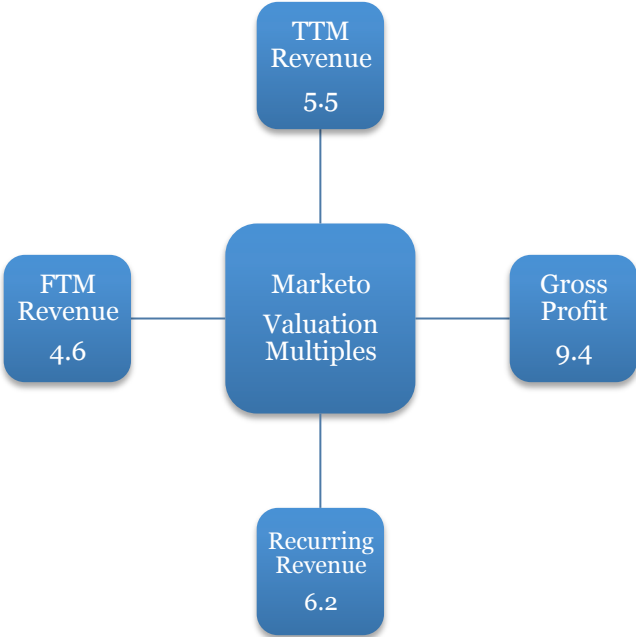 TTM
Revenue
5.5
FTM
Revenue
4.6
Marketo
Valuation
Multiples
Gross
Profit
9.4
Recurring
Revenue
6.2